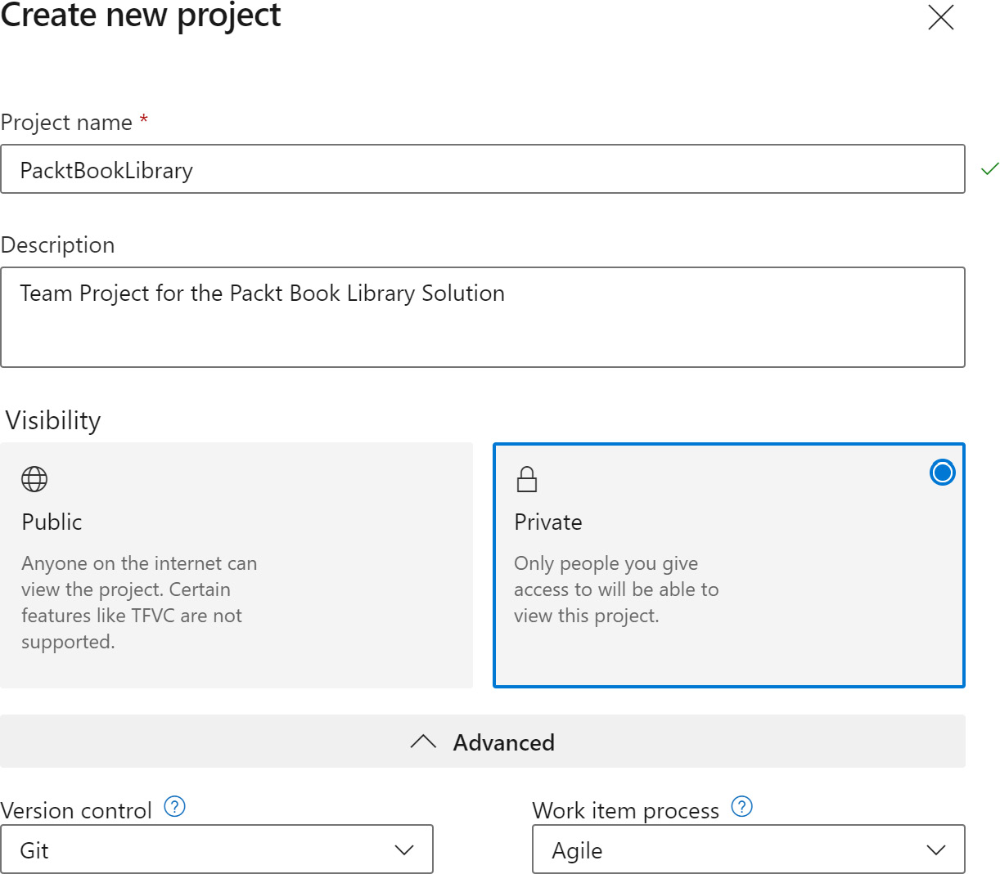 Create new project
Project name *
PacktBookLibrary
Description
Team Project for the Packt Book Library Solution
Visibility
Public
Anyone on the internet can
view the project. Certain
features like TFVC are not
supported.
Private
Only people you give
access to will be able to
view this project.
Advanced
Version control ?
Git
Work item process ?
Agile